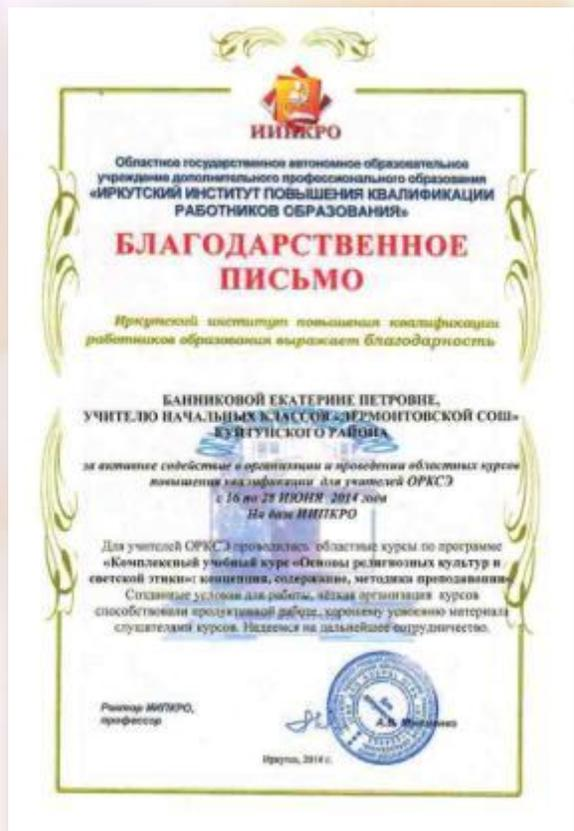 ИИПКРО
Областное государственное автономное образовательное
учреждение дополнительного профессионального образования
«ИРКУТСКИЙ ИНСТИТУТ ПОВЫШЕНИЯ КВАЛИФИКАЦИИ
РАБОТНИКОВ ОБРАЗОВАНИЯ»
БЛАГОДАРСТВЕННОЕ
ПИСЬМО
Иркутский институт повышения квалификации
работников образования выражает благодарность
БАННИКОВОЙ ЕКАТЕРИНЕ ПЕТРОВНЕ,
УЧИТЕЛЮ НАЧАЛЬНЫХ КЛАССОВ «ЛЕРМОНТОВСКОЙ СОШ»
КУЙТУНСКОГО РАЙОНА
за активное содействие в организации и проведении областных курсов
повышения квалификации для учителей ОРКСЭ
с 16 по 28 ИЮНЯ 2014 года
На базе ИИПКРО
Для учителей ОРКСЭ проводились областные курсы по программе
«Комплексный учебный курс «Основы религиозных культур и
светской этики»: концепция, содержание, методика преподавания»
Созданные условия для работы, чёткая организация курсов
способствовали продуктивной работе, хорошему усвоению материала
слушателями курсов. Надеемся на дальнейшее сотрудничество.
Ректор ИИПКРО,
профессор
А.В.
Иркутск, 2014 г.